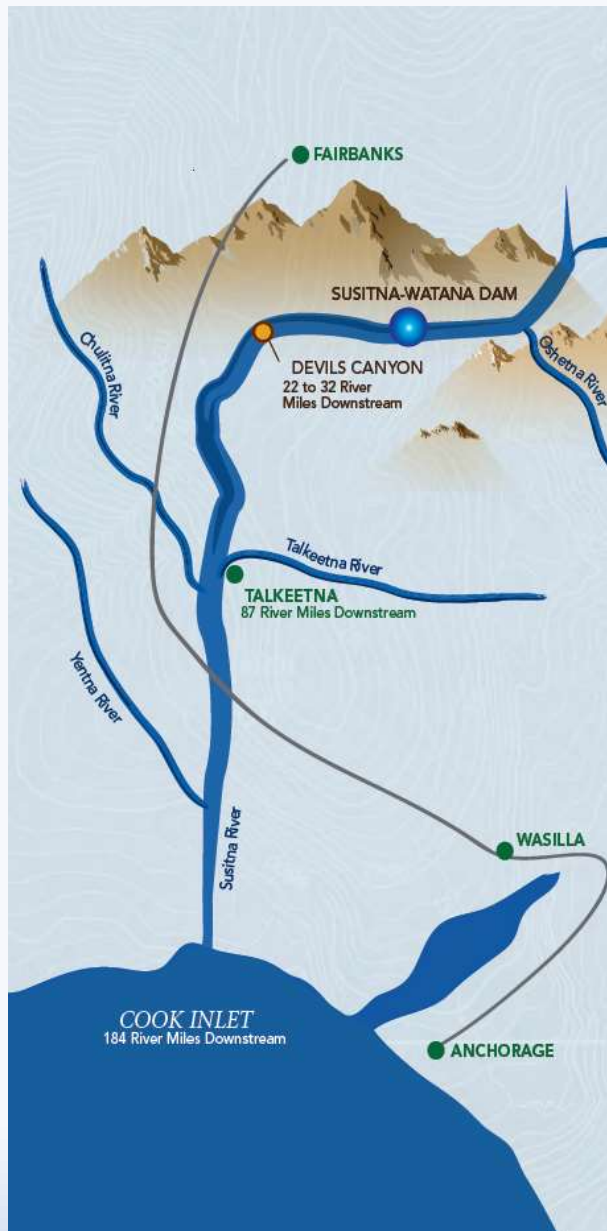 FAIRBANKS
SUSITNA-WATANA DAM
Chulitna River
DEVILS CANYON
22 to 32 River
Miles Downstream
Oshetna River
Talkeetna River
TALKEETNA
87 River Miles Downstream
Yentna River
Susitna River
WASILLA
COOK INLET
184 River Miles Downstream
ANCHORAGE